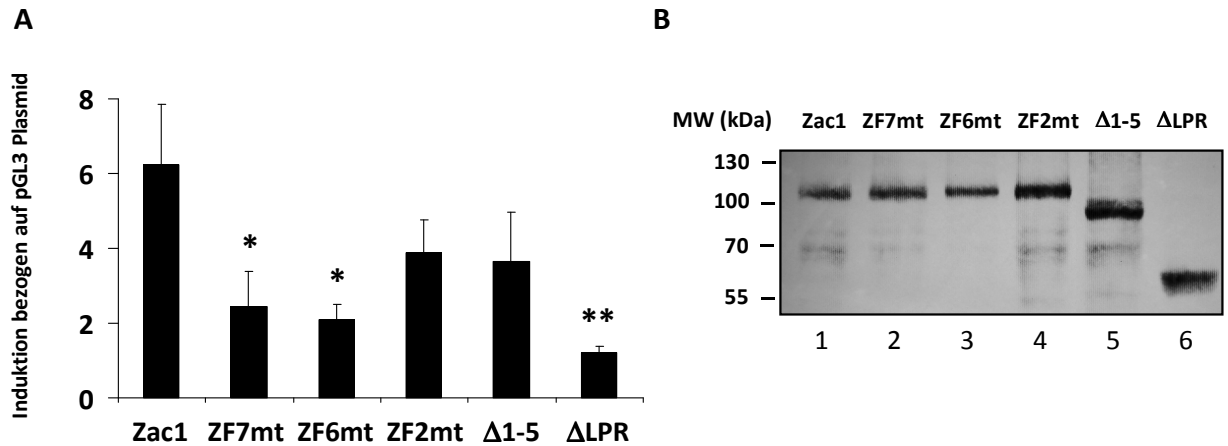 A
Induktion bezogen auf pGL3 Plasmid
8
6
4
2
0
*
*
**
Zac1 ZF7mt ZF6mt ZF2mt Δ1-5 ΔLPR
B
MW (kDa) Zac1 ZF7mt ZF6mt ZF2mt Δ1-5 ΔLPR
130
100
70
55
1 2 3 4 5 6